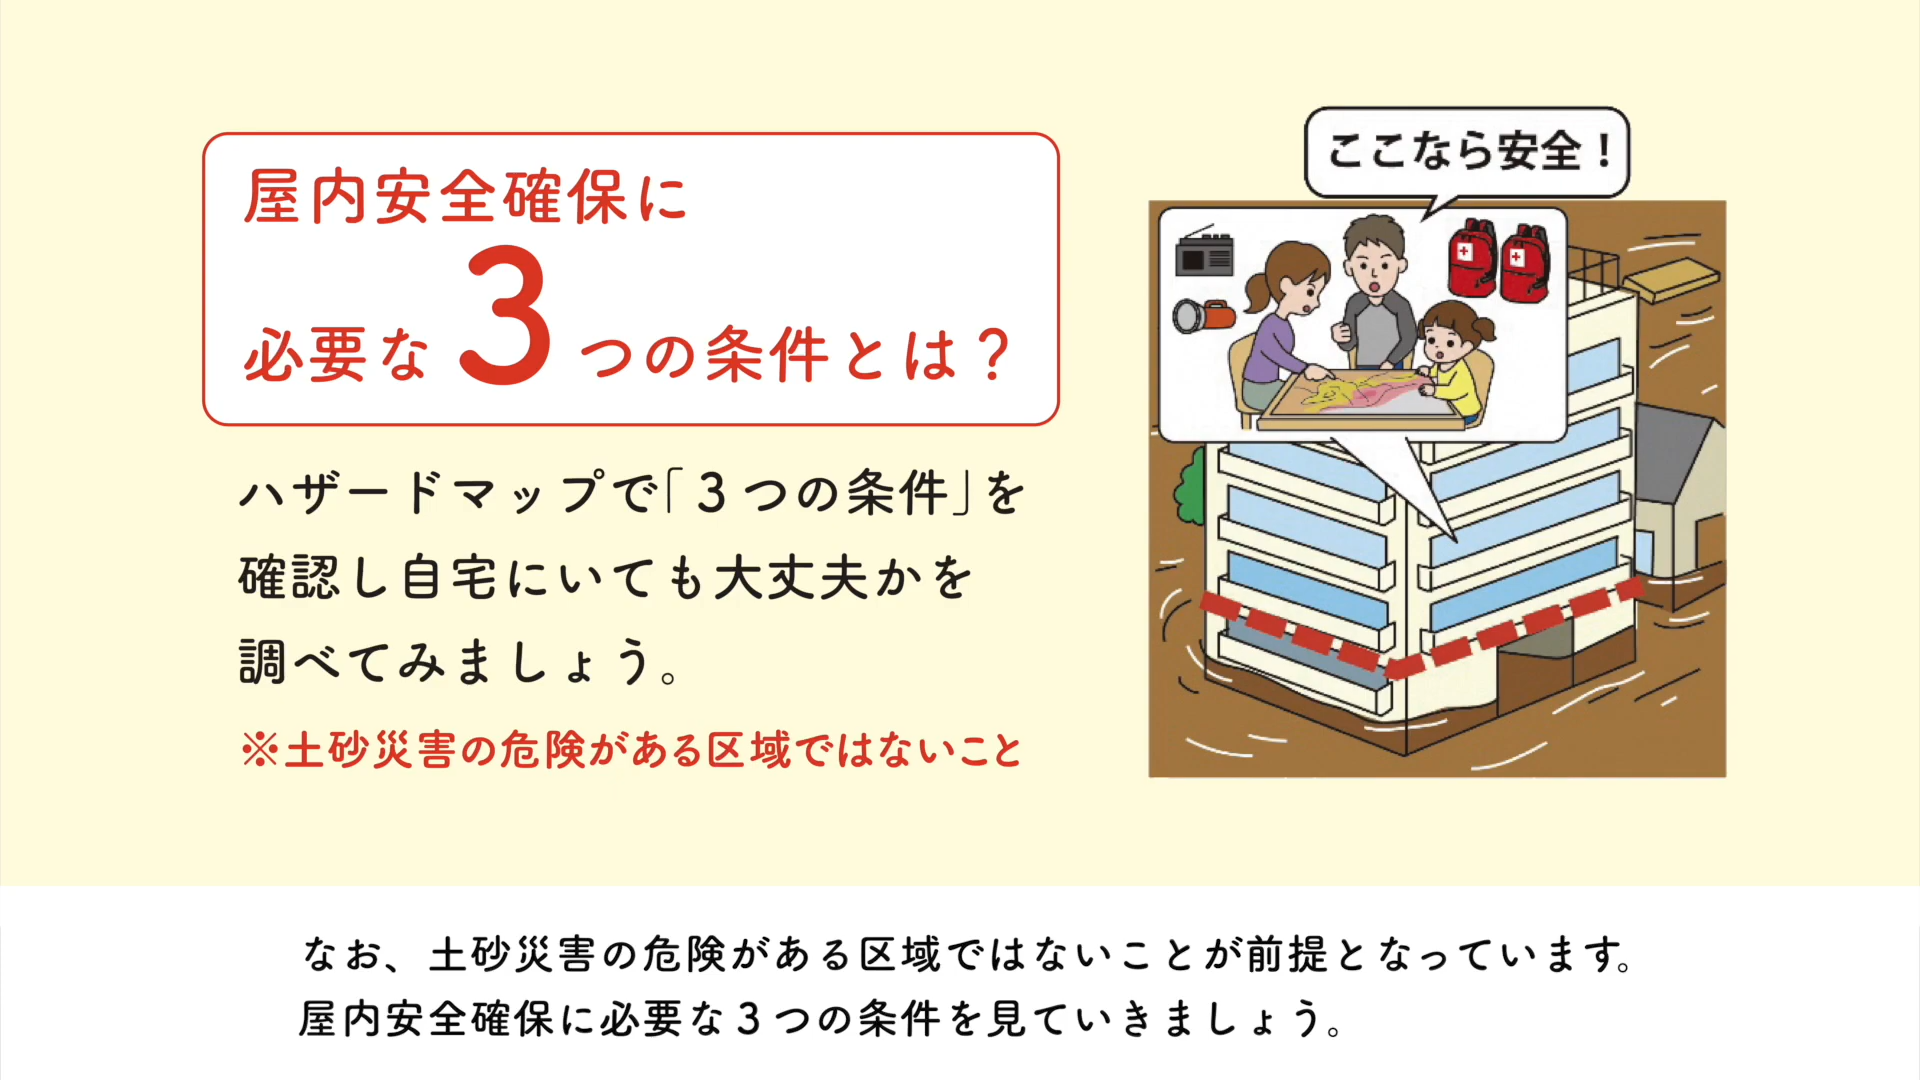 屋内安全確保に
必要な3つの条件とは？
ハザードマップで｢３つの条件｣を
確認し自宅にいても大丈夫かを
調べてみましょう。
※土砂災害の危険がある区域ではないこと
ここなら安全！
なお、土砂災害の危険がある区域ではないことが前提となっています。
屋内安全確保に必要な３つの条件を見ていきましょう。